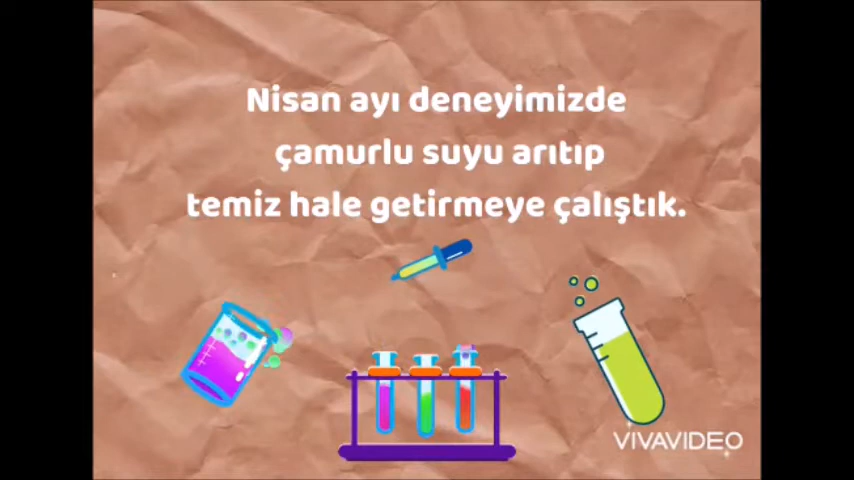 Nisan ayı deneyimizde
çamurlu suyu arıtıp
temiz hale getirmeye çalıştık.
VIVAVIDEO